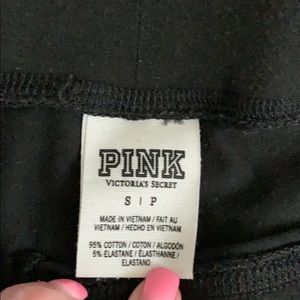 PINK
VICTORIA'S SECRET
S | P
MADE IN VIETNAM / FAIT AU
VIETNAM / HECHO EN VIETNAM
95% COTTON / COTON / ALGODÓN
5% ELASTANE / ÉLASTHANNE /
ELASTANO